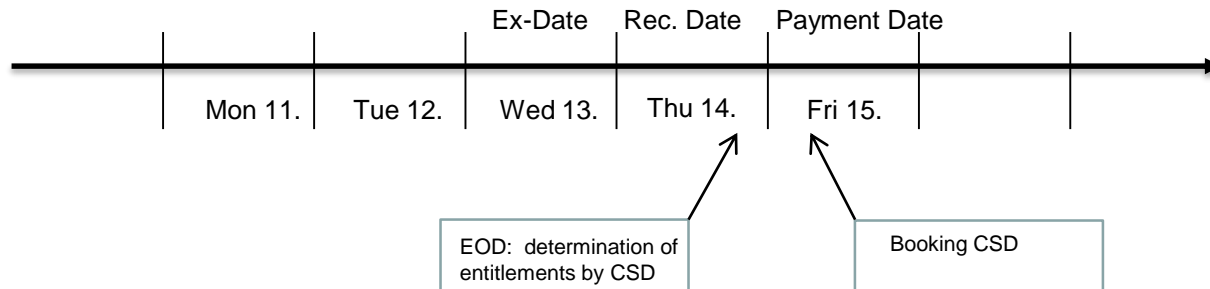 Ex-Date Rec. Date Payment Date
Mon 11. Tue 12. Wed 13. Thu 14. Fri 15.
EOD: determination of
entitlements by CSD
Booking CSD